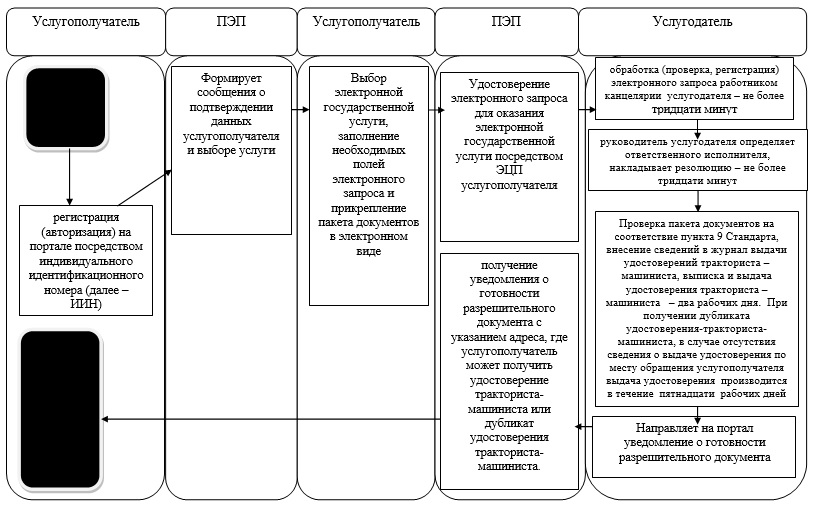 Услугополучатель
ПЭП
Услугополучатель
ПЭП
Услугодатель
регистрация
(авторизация) на
портале посредством
индивидуального
идентификационного
номера (далее –
ИИН)
Формирует
сообщения о
подтверждении
данных
услугополучателя
и выборе услуги
Выбор
электронной
государственной
услуги,
заполнение
необходимых
полей
электронного
запроса и
прикрепление
пакета документов
в электронном
виде
Удостоверение
электронного запроса
для оказания
электронной
государственной
услуги посредством
ЭЦП
услугополучателя
обработка (проверка, регистрация)
электронного запроса работником
канцелярии услугодателя – не более
тридцати минут
руководитель услугодателя определяет
ответственного исполнителя,
накладывает резолюцию – не более
тридцати минут
Проверка пакета документов на
соответствие пункта 9 Стандарта,
внесение сведений в журнал выдачи
удостоверений тракториста –
машиниста, выписка и выдача
удостоверения тракториста –
машиниста – два рабочих дня. При
получении дубликата
удостоверения-тракториста-
машиниста, в случае отсутствия
сведения о выдаче удостоверения по
месту обращения услугополучателя
выдача удостоверения производится
в течение пятнадцати рабочих дней
Направляет на портал
уведомление о готовности
разрешительного документа
получение
уведомления о
готовности
разрешительного
документа с
указанием адреса, где
услугополучатель
может получить
удостоверение
тракториста-
машиниста или
дубликат
удостоверения
тракториста-
машиниста.